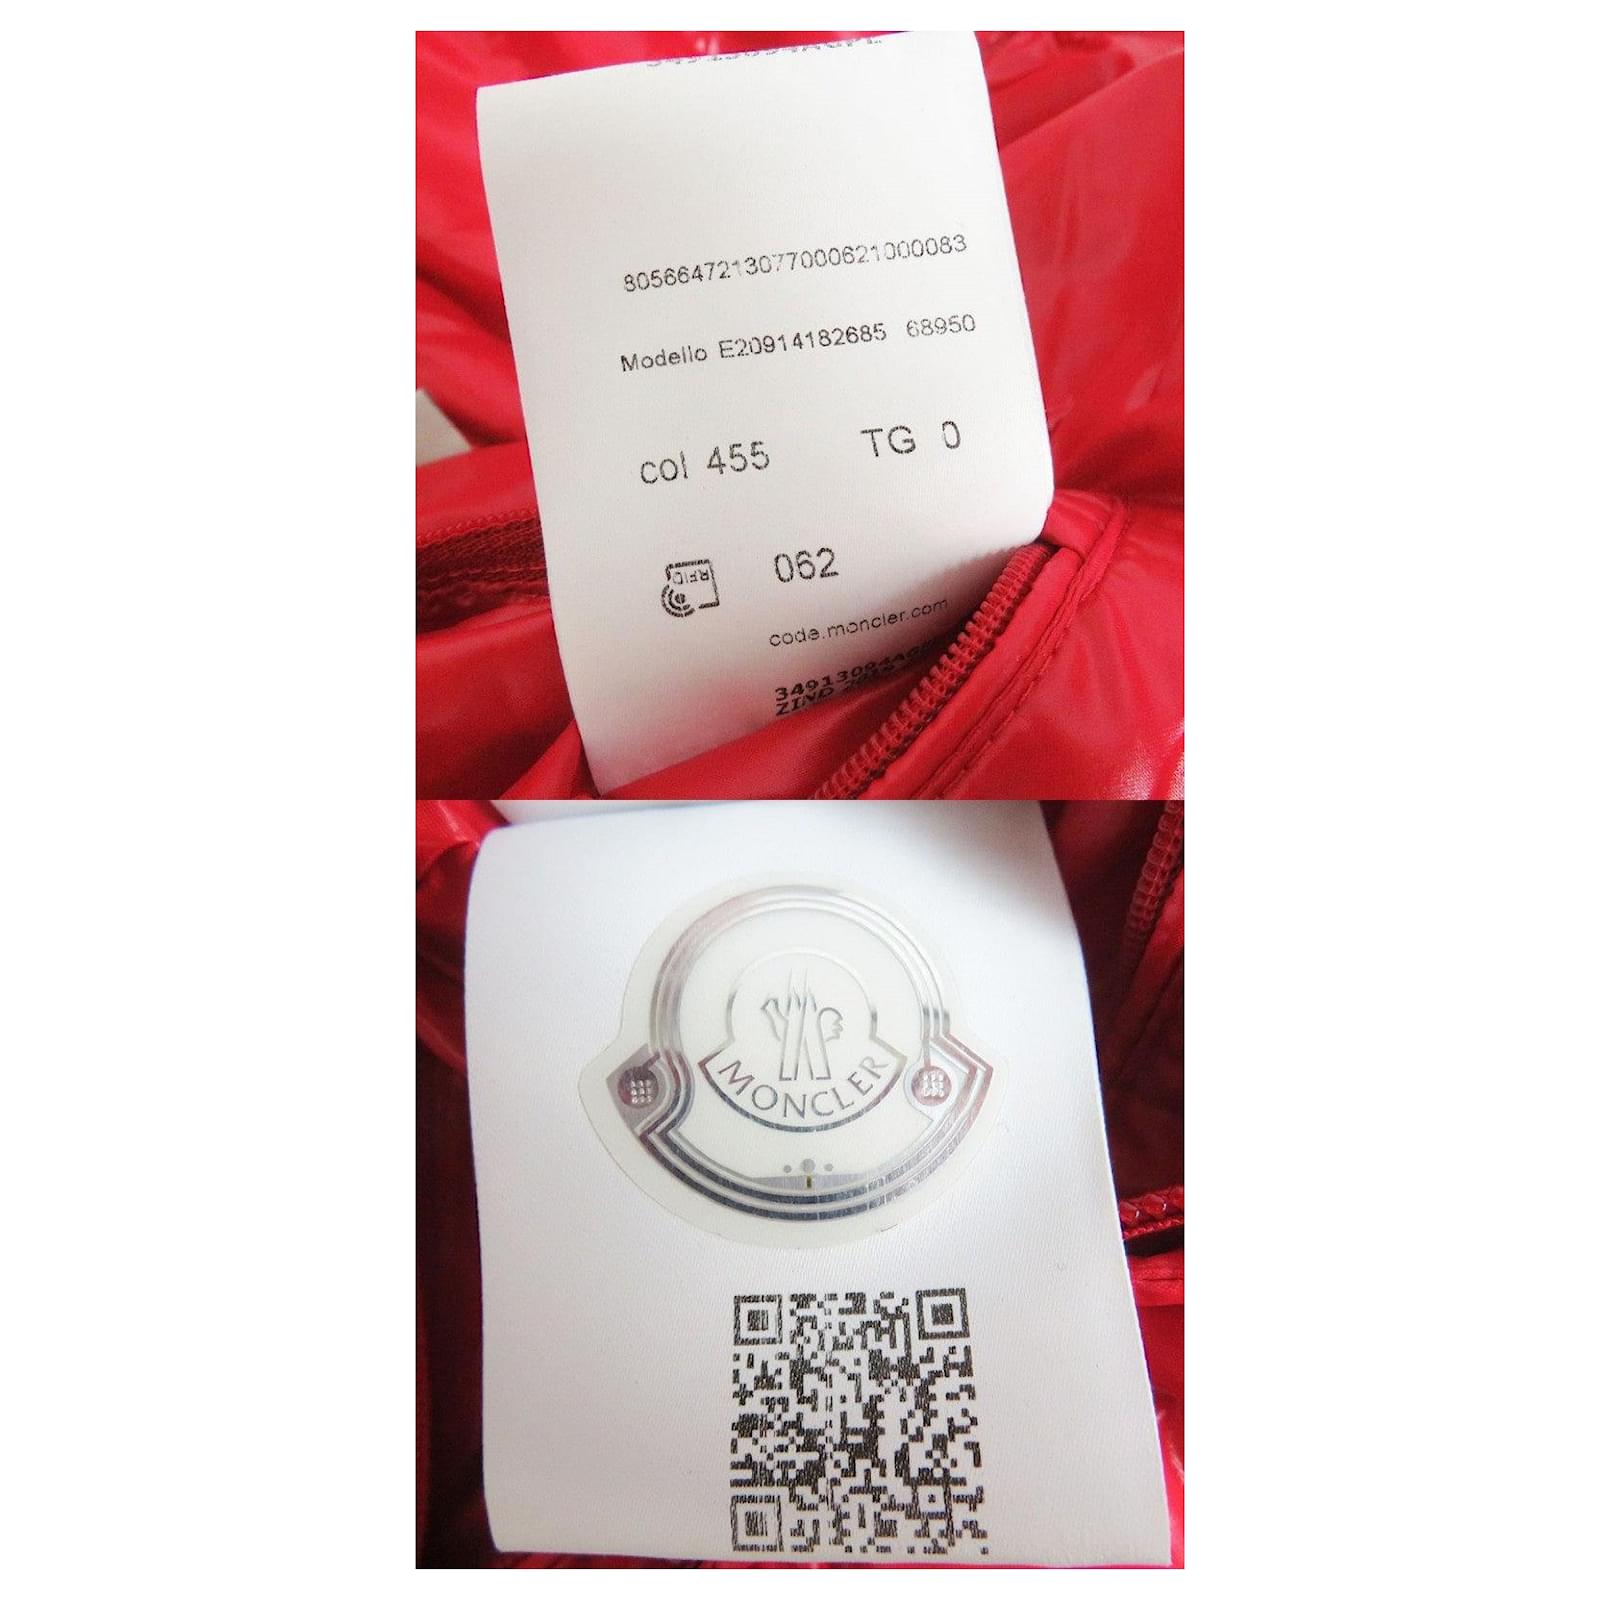 8056647213077000621000083
Modello E20914182685 68950
col 455 TG 0
RFID
062
code.moncler.com
MONCLER